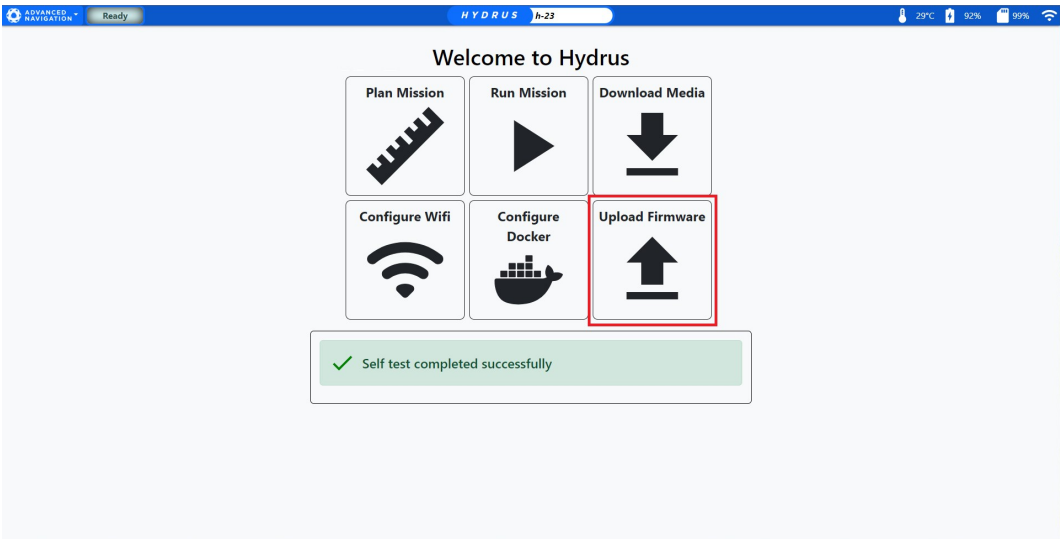 ADVANCED
NAVIGATION
Ready
HYDRUS h-23
29°C 92% 99%
Welcome to Hydrus
Plan Mission Run Mission Download Media
Configure Wifi Configure Docker Upload Firmware
Self test completed successfully